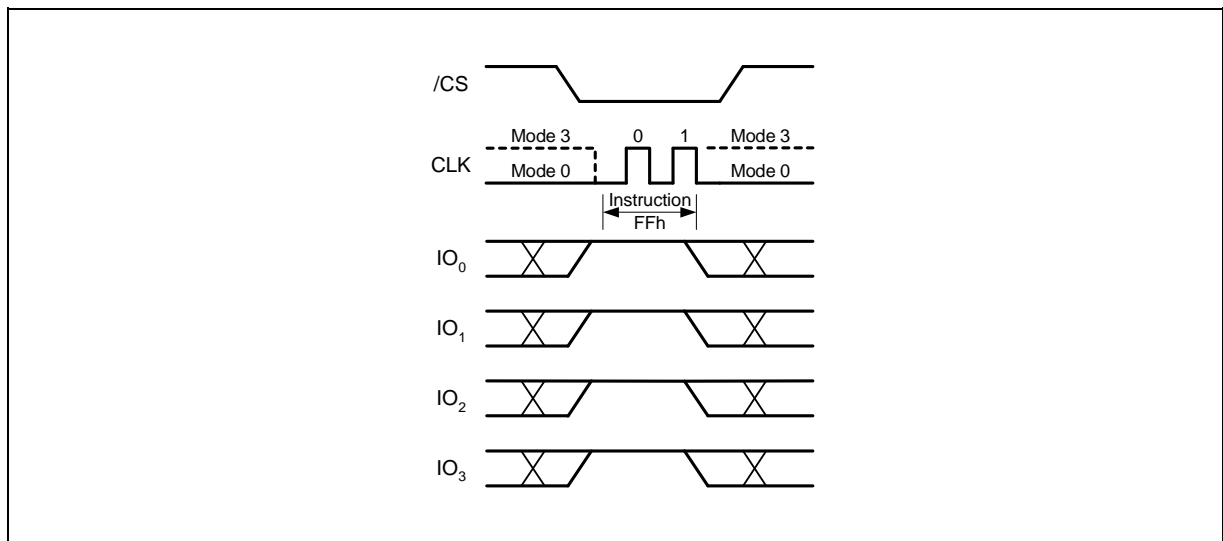 /CS
Mode 3 0 1 Mode 3
CLK
Mode 0 Mode 0
Instruction
FFh
IO₀
IO₁
IO₂
IO₃